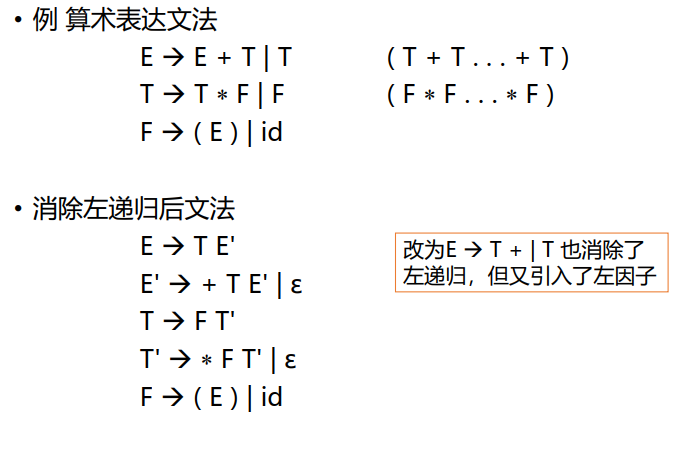 • 例 算术表达文法
E → E + T | T ( T + T . . . + T )
T → T * F | F ( F * F . . . * F )
F → ( E ) | id
• 消除左递归后文法
E → T E'
E' → + T E' | ε
T → F T'
T' → * F T' | ε
F → ( E ) | id
改为E → T + | T 也消除了
左递归，但又引入了左因子